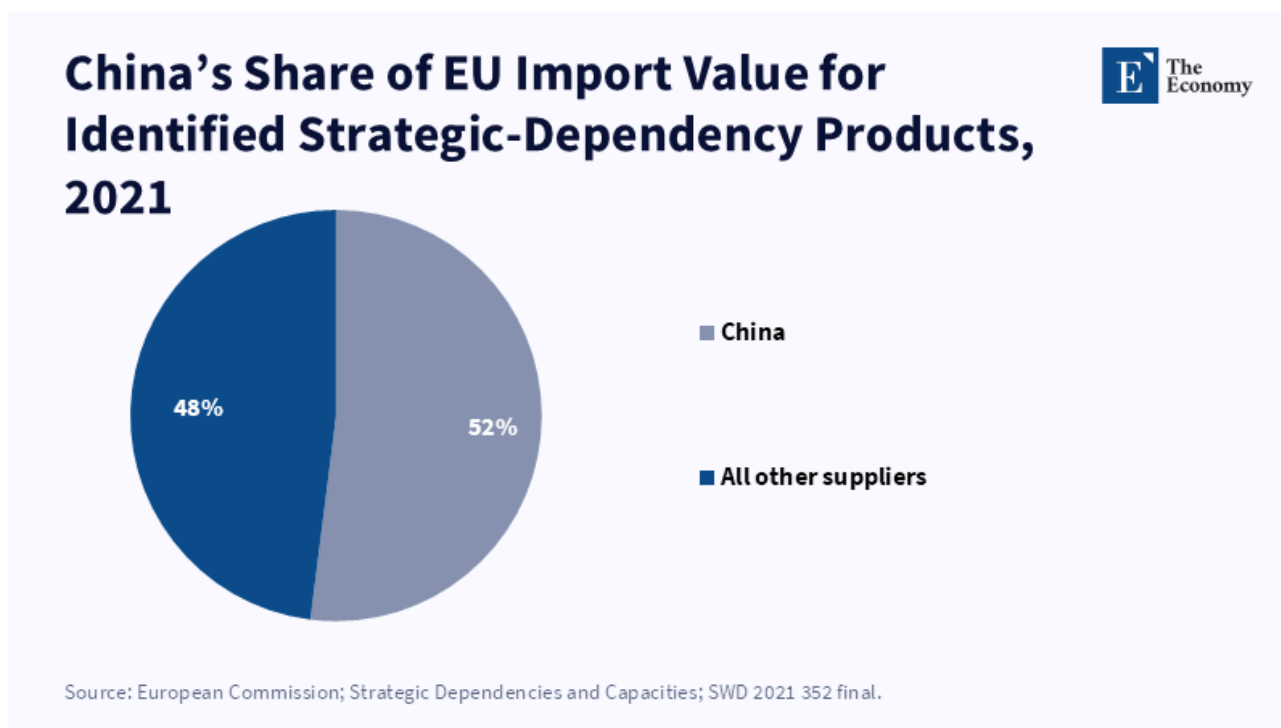 China’s Share of EU Import Value for
Identified Strategic-Dependency Products,
2021
E
The
Economy
48%
52%
China
All other suppliers
Source: European Commission; Strategic Dependencies and Capacities; SWD 2021 352 final.